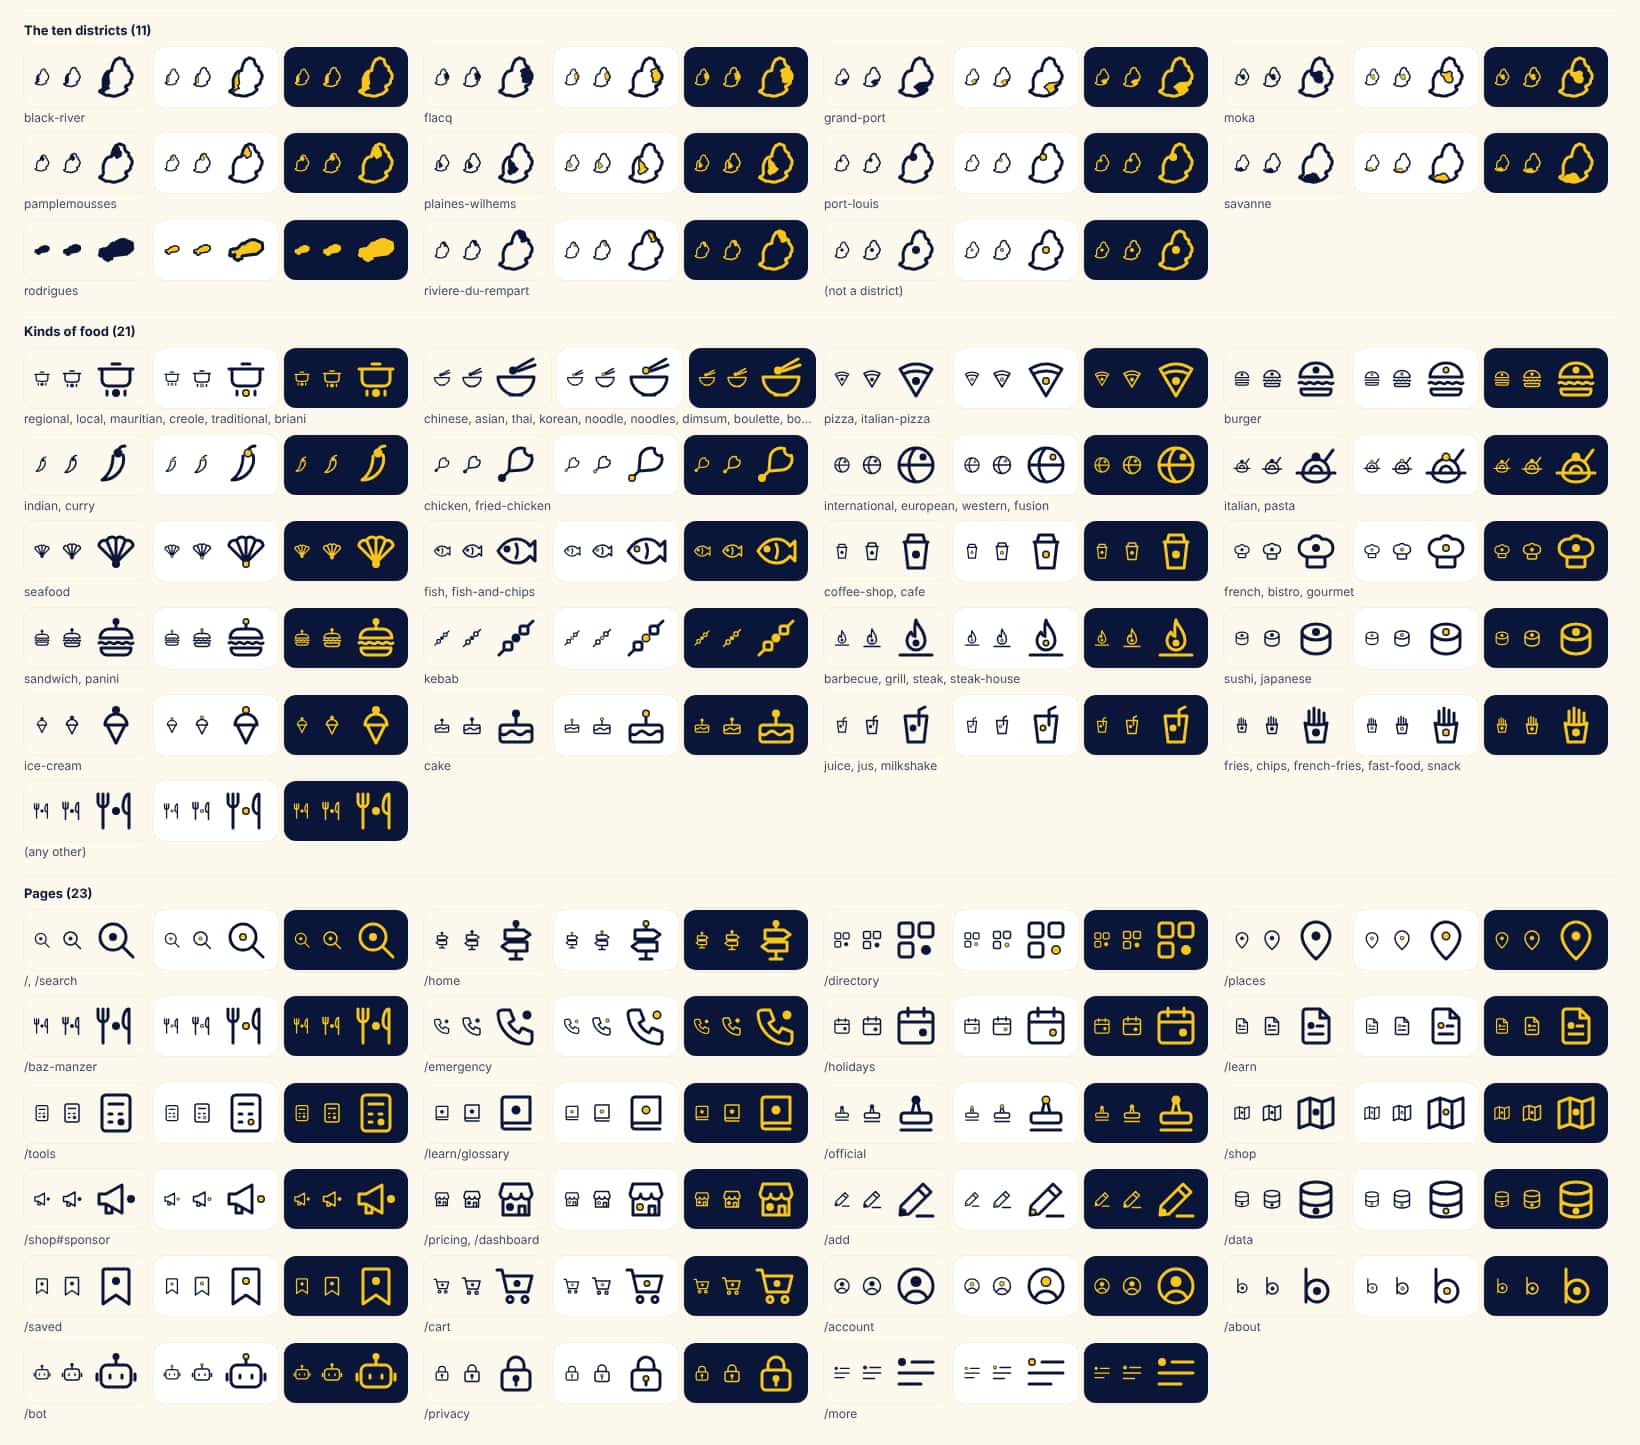 The ten districts (11)
black-river
flacq
grand-port
moka
pamplemousses
plaines-wilhems
port-louis
savanne
rodrigues
riviere-du-rempart
(not a district)
Kinds of food (21)
regional, local, mauritian, creole, traditional, briani
chinese, asian, thai, korean, noodle, noodles, dimsum, boulette, bo...
pizza, italian-pizza
burger
indian, curry
chicken, fried-chicken
international, european, western, fusion
italian, pasta
seafood
fish, fish-and-chips
coffee-shop, cafe
french, bistro, gourmet
sandwich, panini
kebab
barbecue, grill, steak, steak-house
sushi, japanese
ice-cream
cake
juice, jus, milkshake
fries, chips, french-fries, fast-food, snack
(any other)
Pages (23)
/, /search
/home
/directory
/places
/baz-manzer
/emergency
/holidays
/learn
/tools
/learn/glossary
/official
/shop
/shop#sponsor
/pricing, /dashboard
/add
/data
/saved
/cart
/account
/about
/bot
/privacy
/more